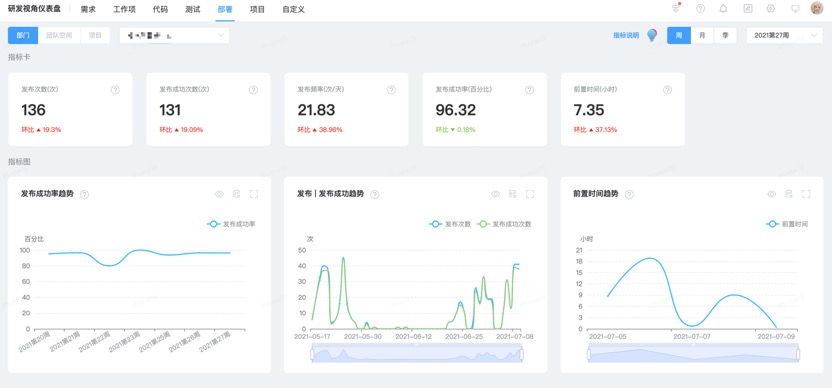 研发视角仪表盘 需求 工作项 代码 测试 部署 项目 自定义
部门 团队空间 项目 指标说明 周 月 季 2021第27周
指标卡
发布次数(次) 发布成功次数(次) 发布频率(次/天) 发布成功率(百分比) 前置时间(小时)
136 131 21.83 96.32 7.35
环比 ▲ 19.3% 环比 ▲ 19.09% 环比 ▲ 38.96% 环比 ▼ 0.18% 环比 ▲ 37.13%
指标图
发布成功率趋势
发布成功率
百分比
100
80
60
40
20
0
2021第20周 2021第21周 2021第22周 2021第23周 2021第25周 2021第26周 2021第27周
发布 | 发布成功趋势
发布次数 发布成功次数
次
50
40
30
20
10
0
2021-05-17 2021-05-30 2021-06-12 2021-06-25 2021-07-08
前置时间趋势
前置时间
小时
21
18
15
12
9
6
3
0
2021-07-05 2021-07-07 2021-07-09